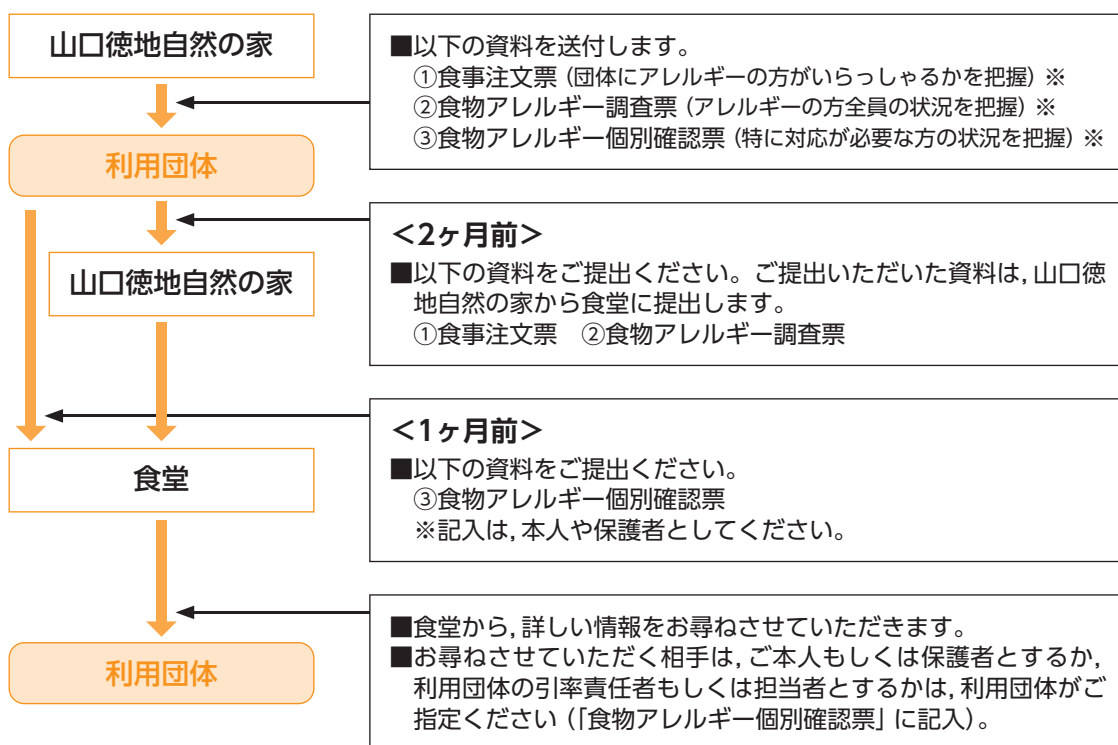 山口徳地自然の家
■以下の資料を送付します。
①食事注文票（団体にアレルギーの方がいらっしゃるかを把握）※
②食物アレルギー調査票（アレルギーの方全員の状況を把握）※
③食物アレルギー個別確認票（特に対応が必要な方の状況を把握）※
利用団体
＜2ヶ月前＞
■以下の資料をご提出ください。ご提出いただいた資料は，山口徳
地自然の家から食堂に提出します。
①食事注文票　②食物アレルギー調査票
山口徳地自然の家
＜1ヶ月前＞
■以下の資料をご提出ください。
③食物アレルギー個別確認票
※記入は，本人や保護者としてください。
食堂
■食堂から，詳しい情報をお尋ねさせていただきます。
■お尋ねさせていただく相手は，ご本人もしくは保護者とするか，
利用団体の引率責任者もしくは担当者とするかは，利用団体がご
指定ください（「食物アレルギー個別確認票」に記入）。
利用団体